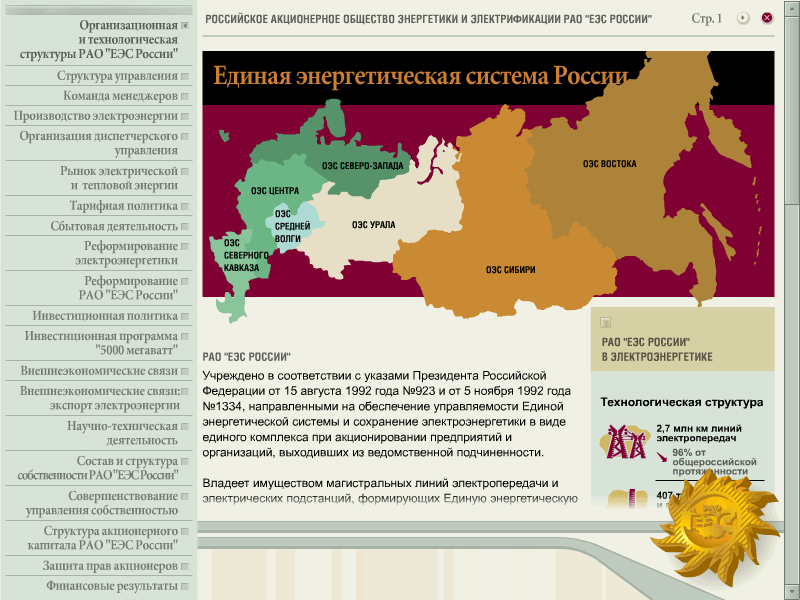 Организационная
и технологическая
структуры РАО "ЕЭС России"
Структура управления
Команда менеджеров
Производство электроэнергии
Организация диспетчерского
управления
Рынок электрической
и тепловой энергии
Тарифная политика
Сбытовая деятельность
Реформирование
электроэнергетики
Реформирование
РАО "ЕЭС России"
Инвестиционная политика
Инвестиционная программа
"5000 мегаватт"
Внешнеэкономические связи
Внешнеэкономические связи:
экспорт электроэнергии
Научно-техническая
деятельность
Состав и структура
собственности РАО "ЕЭС России"
Совершенствование
управления собственностью
Структура акционерного
капитала РАО "ЕЭС России"
Защита прав акционеров
Финансовые результаты
РОССИЙСКОЕ АКЦИОНЕРНОЕ ОБЩЕСТВО ЭНЕРГЕТИКИ И ЭЛЕКТРИФИКАЦИИ РАО "ЕЭС РОССИИ"
Стр. 1
Единая энергетическая система России
ОЭС СЕВЕРО-ЗАПАДА
ОЭС ВОСТОКА
ОЭС ЦЕНТРА
ОЭС
СРЕДНЕЙ
ВОЛГИ
ОЭС УРАЛА
ОЭС
СЕВЕРНОГО
КАВКАЗА
ОЭС СИБИРИ
РАО "ЕЭС РОССИИ"
Учреждено в соответствии с указами Президента Российской
Федерации от 15 августа 1992 года №923 и от 5 ноября 1992 года
№1334, направленными на обеспечение управляемости Единой
энергетической системы и сохранение электроэнергетики в виде
единого комплекса при акционировании предприятий и
организаций, выходивших из ведомственной подчиненности.
Владеет имуществом магистральных линий электропередачи и
электрических подстанций, формирующих Единую энергетическую
РАО "ЕЭС РОССИИ"
В ЭЛЕКТРОЭНЕРГЕТИКЕ
Технологическая структура
2,7 млн км линий
электропередач
96% от
общероссийской
протяженности
407
РАО
ЕЭС